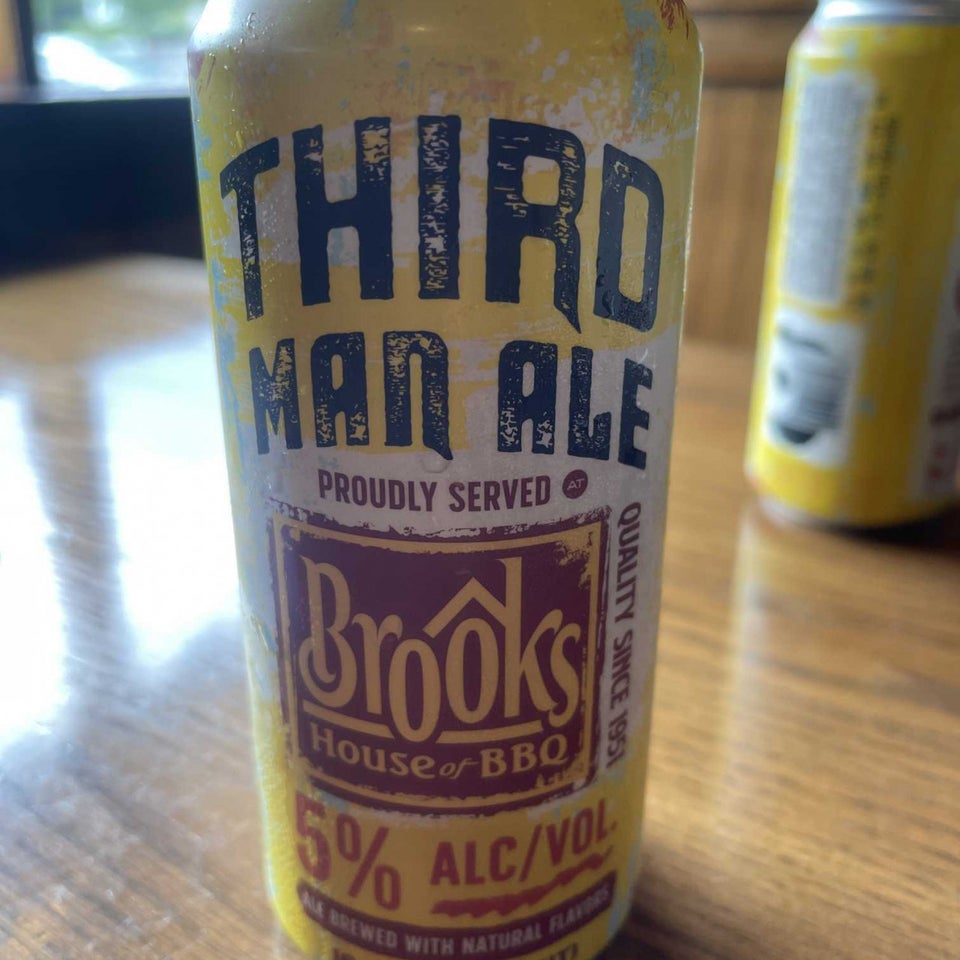 THIRD
MAN ALE
PROUDLY SERVED AT
Brooks
House of BBQ
QUALITY SINCE 1951
5% ALC/VOL.
ALE BREWED WITH NATURAL FLAVORS